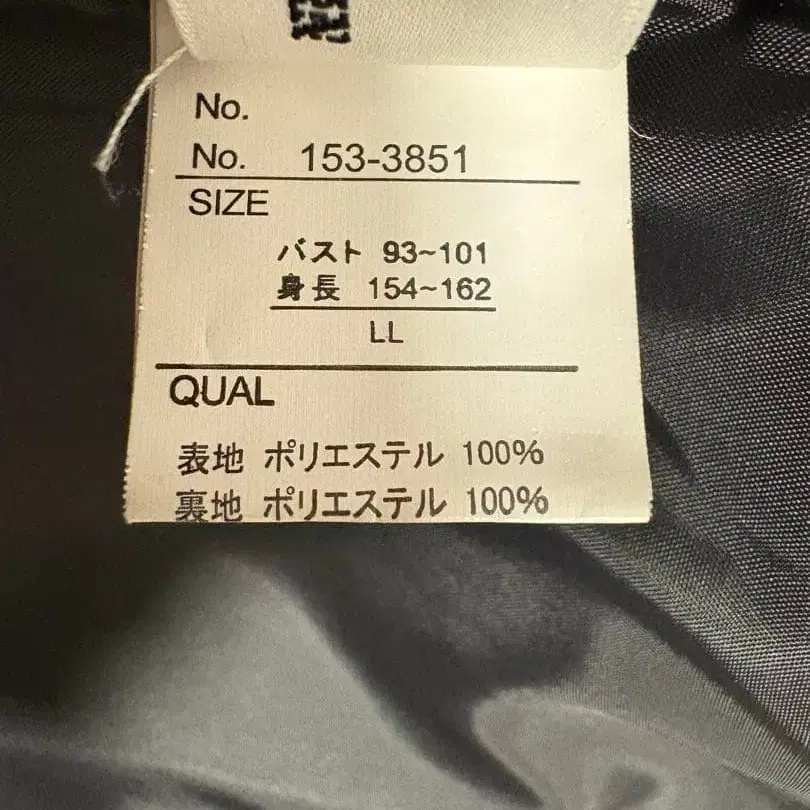 No.
No. 153-3851
SIZE
バスト 93~101
身長 154~162
LL
QUAL
表地 ポリエステル 100%
裏地 ポリエステル 100%